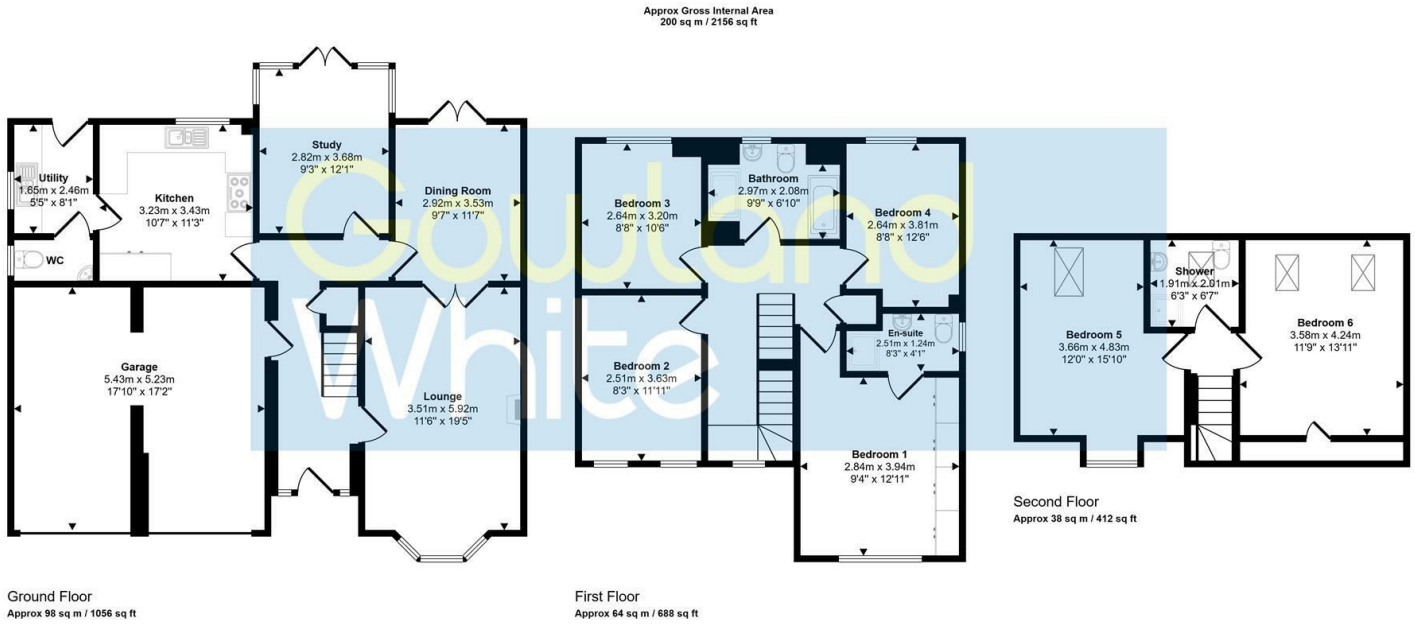 Approx Gross Internal Area
200 sq m / 2156 sq ft
Utility
1.65m x 2.46m
5'5" x 8'1"
Kitchen
3.23m x 3.43m
10'7" x 11'3"
WC
Study
2.82m x 3.68m
9'3" x 12'1"
Dining Room
2.92m x 3.53m
9'7" x 11'7"
Garage
5.43m x 5.23m
17'10" x 17'2"
Lounge
3.51m x 5.92m
11'6" x 19'5"
Ground Floor
Approx 98 sq m / 1056 sq ft
Bedroom 3
2.64m x 3.20m
8'8" x 10'6"
Bathroom
2.97m x 2.08m
9'9" x 6'10"
Bedroom 4
2.64m x 3.81m
8'8" x 12'6"
Bedroom 2
2.51m x 3.63m
8'3" x 11'11"
En-suite
2.51m x 1.24m
8'3" x 4'1"
Bedroom 1
2.84m x 3.94m
9'4" x 12'11"
First Floor
Approx 64 sq m / 688 sq ft
Shower
1.91m x 2.01m
6'3" x 6'7"
Bedroom 5
3.66m x 4.83m
12'0" x 15'10"
Bedroom 6
3.58m x 4.24m
11'9" x 13'11"
Second Floor
Approx 38 sq m / 412 sq ft
Gowland
White